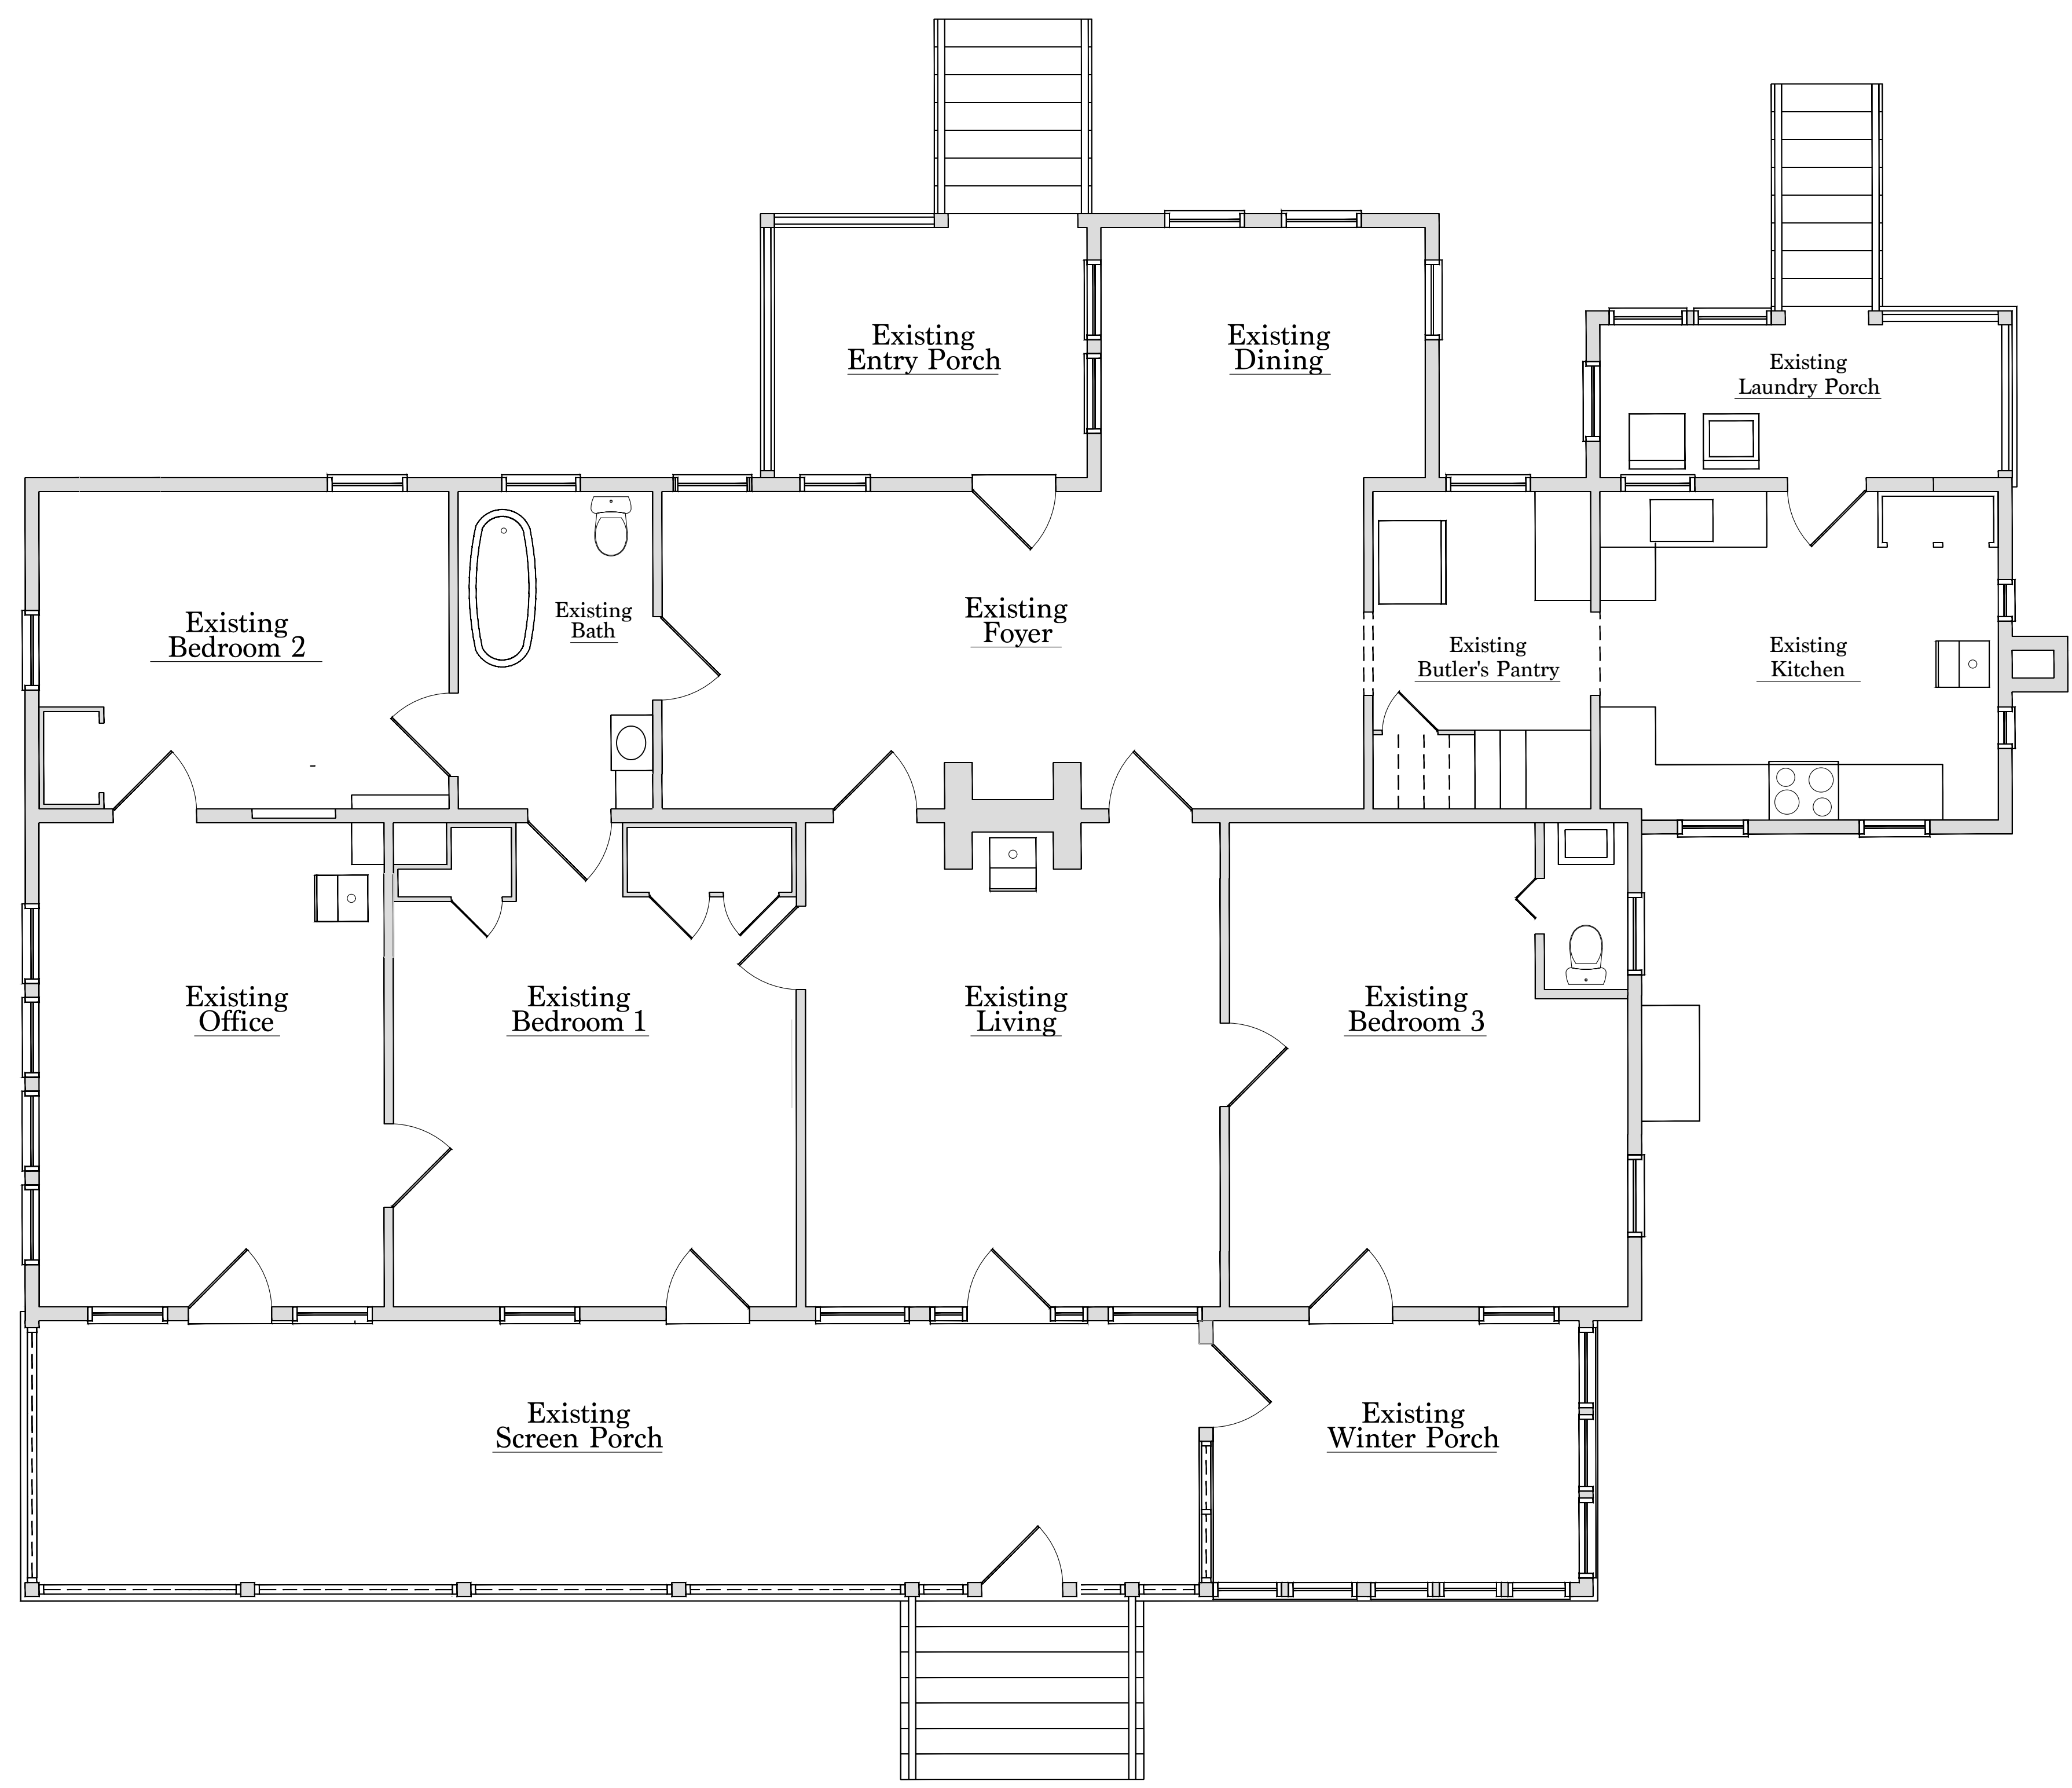 Existing
Entry Porch
Existing
Dining
Existing
Laundry Porch
Existing
Bedroom 2
Existing
Bath
Existing
Foyer
Existing
Butler's Pantry
Existing
Kitchen
Existing
Office
Existing
Bedroom 1
Existing
Living
Existing
Bedroom 3
Existing
Screen Porch
Existing
Winter Porch